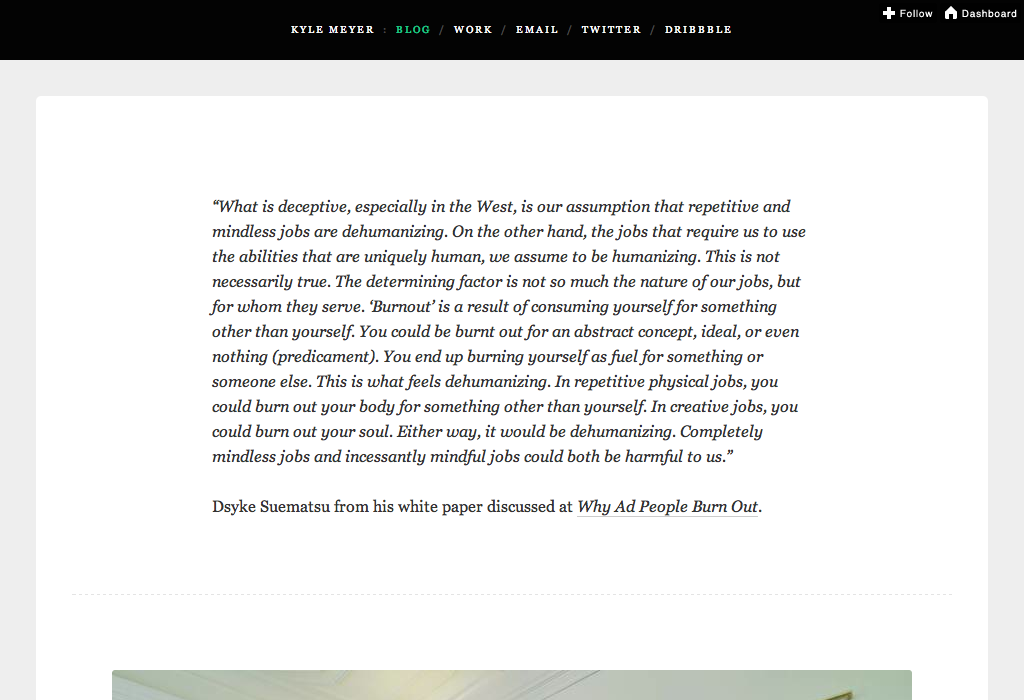 Follow Dashboard
KYLE MEYER : BLOG / WORK / EMAIL / TWITTER / DRIBBBLE
“What is deceptive, especially in the West, is our assumption that repetitive and
mindless jobs are dehumanizing. On the other hand, the jobs that require us to use
the abilities that are uniquely human, we assume to be humanizing. This is not
necessarily true. The determining factor is not so much the nature of our jobs, but
for whom they serve. ‘Burnout’ is a result of consuming yourself for something
other than yourself. You could be burnt out for an abstract concept, ideal, or even
nothing (predicament). You end up burning yourself as fuel for something or
someone else. This is what feels dehumanizing. In repetitive physical jobs, you
could burn out your body for something other than yourself. In creative jobs, you
could burn out your soul. Either way, it would be dehumanizing. Completely
mindless jobs and incessantly mindful jobs could both be harmful to us.”
Dsyke Suematsu from his white paper discussed at Why Ad People Burn Out.